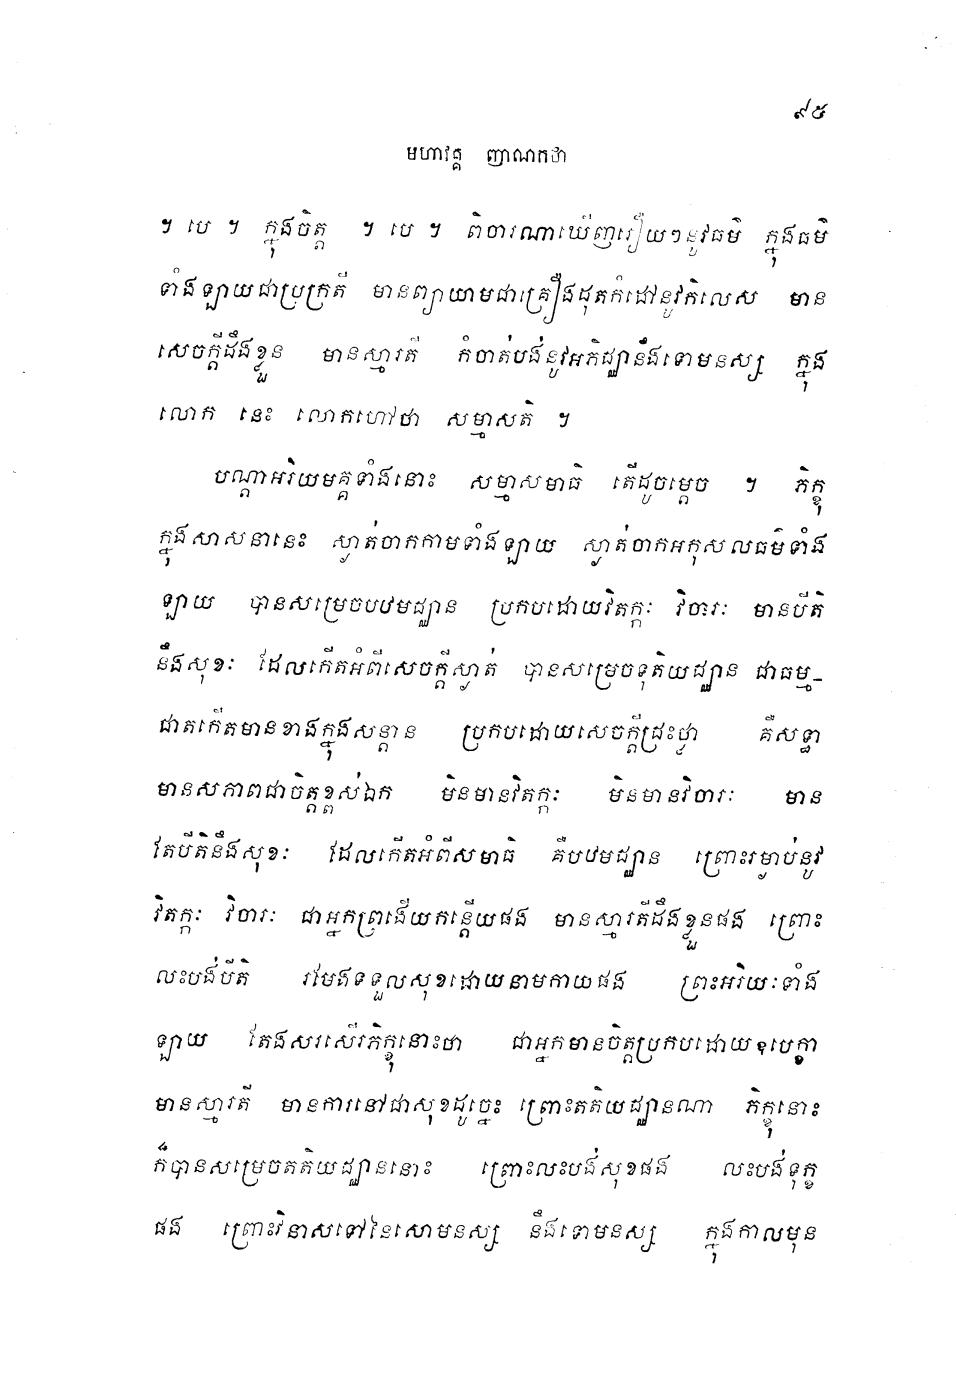 ៩៥
មហាវគ្គ ញាណកថា
។ បេ ។ ក្នុងចិត្ត ។ បេ ។ ពិចារណាឃើញរឿយៗនូវធម៌ ក្នុងធម៌
ទាំងឡាយជាប្រក្រតី មានព្យាយាមជាគ្រឿងដុតកំដៅនូវកិលេស មាន
សេចក្តីដឹងខ្លួន មានស្មារតី កំចាត់បង់នូវអភិជ្ឈានឹងទោមនស្ស ក្នុង
លោក នេះ លោកហៅថា សម្មាសតិ ។
បណ្តាអរិយមគ្គទាំងនោះ សម្មាសមាធិ តើដូចម្តេច ។ ភិក្ខុ
ក្នុងសាសនានេះ ស្ងាត់ចាកកាមទាំងឡាយ ស្ងាត់ចាកអកុសលធម៌ទាំង
ឡាយ បានសម្រេចបឋមជ្ឈាន ប្រកបដោយវិតក្កៈ វិចារៈ មានបីតិ
នឹងសុខៈ ដែលកើតអំពីសេចក្តីស្ងាត់ បានសម្រេចទុតិយជ្ឈាន ជាធម្ម-
ជាតកើតមានខាងក្នុងសន្តាន ប្រកបដោយសេចក្តីជ្រះថ្លា គឺសទ្ធា
មានសភាពជាចិត្តខ្ពស់ឯក មិនមានវិតក្កៈ មិនមានវិចារៈ មាន
តែបីតិនឹងសុខៈ ដែលកើតអំពីសមាធិ គឺបឋមជ្ឈាន ព្រោះរម្ងាប់នូវ
វិតក្កៈ វិចារៈ ជាអ្នកព្រងើយកន្តើយផង មានស្មារតីដឹងខ្លួនផង ព្រោះ
លះបង់បីតិ រមែងទទួលសុខដោយនាមកាយផង ព្រះអរិយៈទាំង
ឡាយ តែងសរសើរភិក្ខុនោះថា ជាអ្នកមានចិត្តប្រកបដោយឧបេក្ខា
មានស្មារតី មានការនៅជាសុខដូច្នេះ ព្រោះតតិយជ្ឈានណា ភិក្ខុនោះ
ក៏បានសម្រេចតតិយជ្ឈាននោះ ព្រោះលះបង់សុខផង លះបង់ទុក្ខ
ផង ព្រោះវិនាសទៅនៃសោមនស្ស នឹងទោមនស្ស ក្នុងកាលមុន